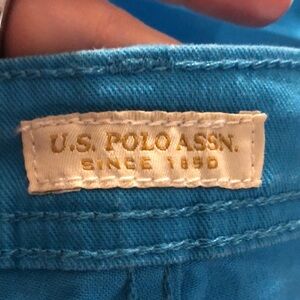 U.S. POLO ASSN.
SINCE 1890